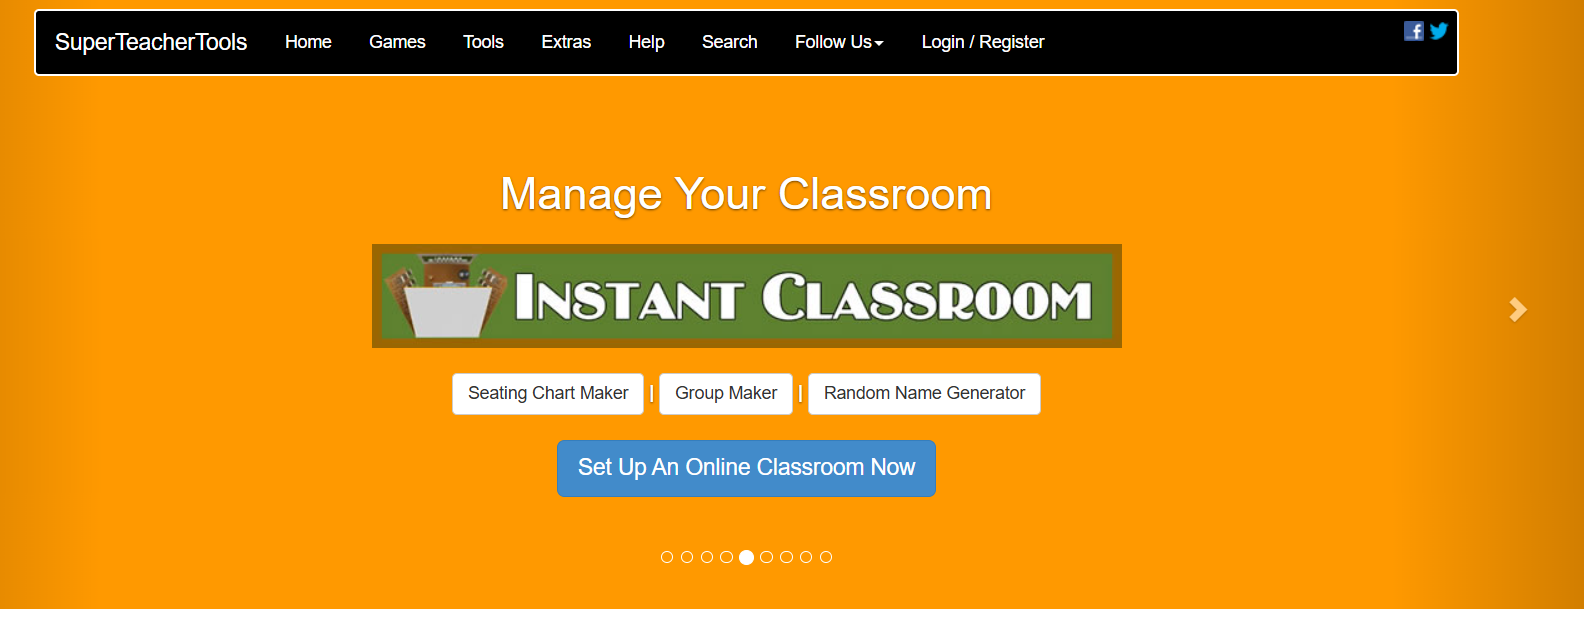 SuperTeacherTools Home Games Tools Extras Help Search Follow Us Login / Register
Manage Your Classroom
INSTANT CLASSROOM
Seating Chart Maker | Group Maker | Random Name Generator
Set Up An Online Classroom Now